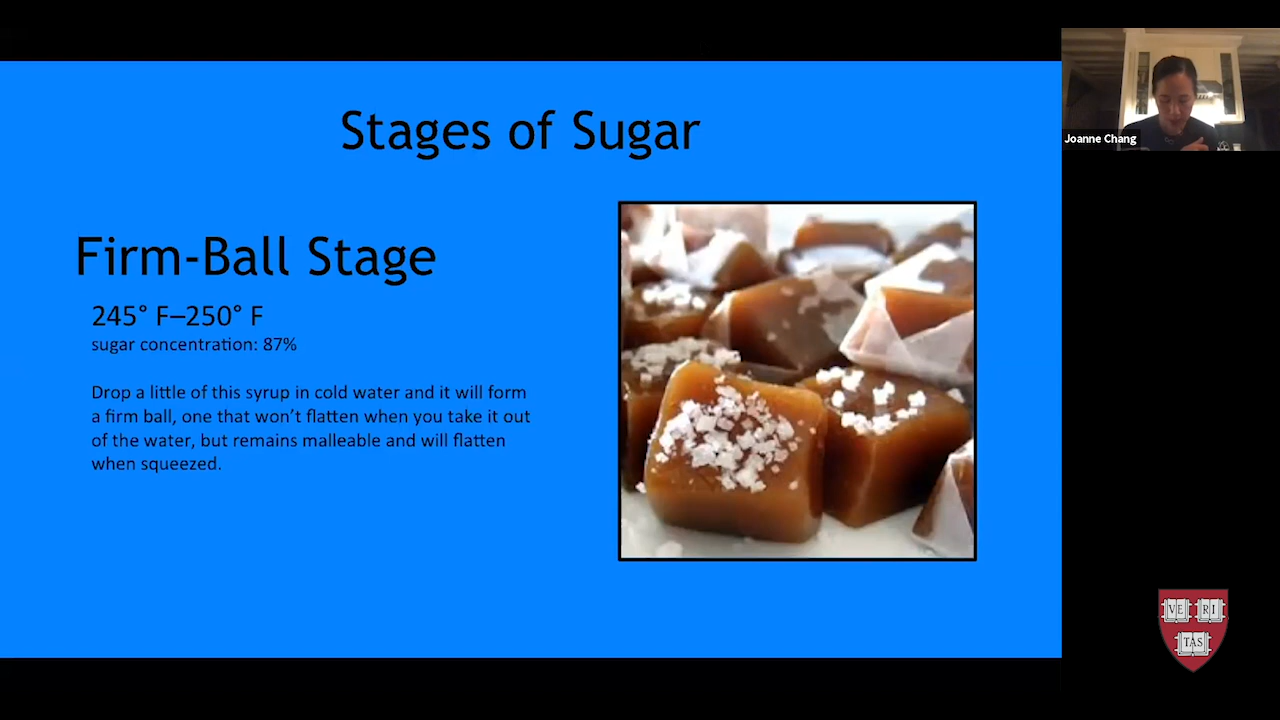 Stages of Sugar
Firm-Ball Stage
245° F–250° F
sugar concentration: 87%
Drop a little of this syrup in cold water and it will form
a firm ball, one that won’t flatten when you take it out
of the water, but remains malleable and will flatten
when squeezed.
Joanne Chang
VE RI
TAS